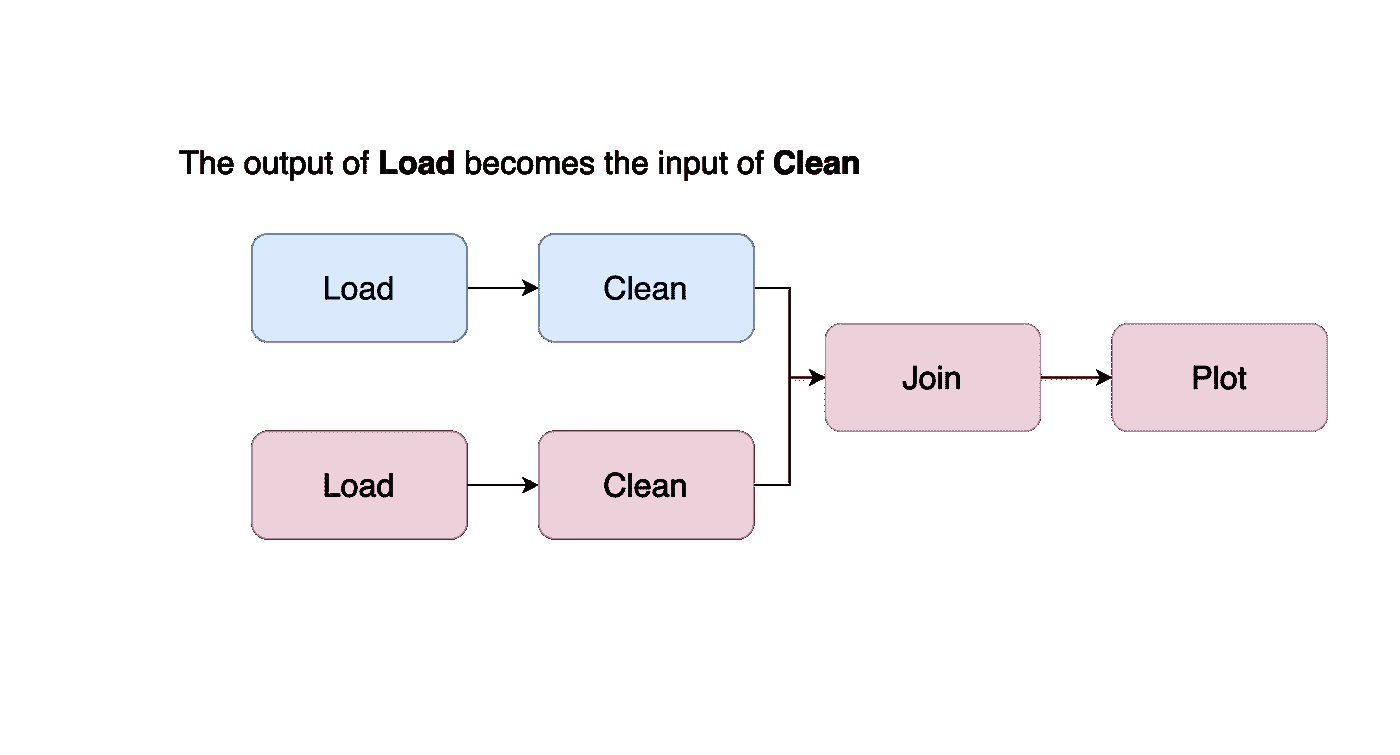 The output of Load becomes the input of Clean
Load
Clean
Join
Plot
Load
Clean